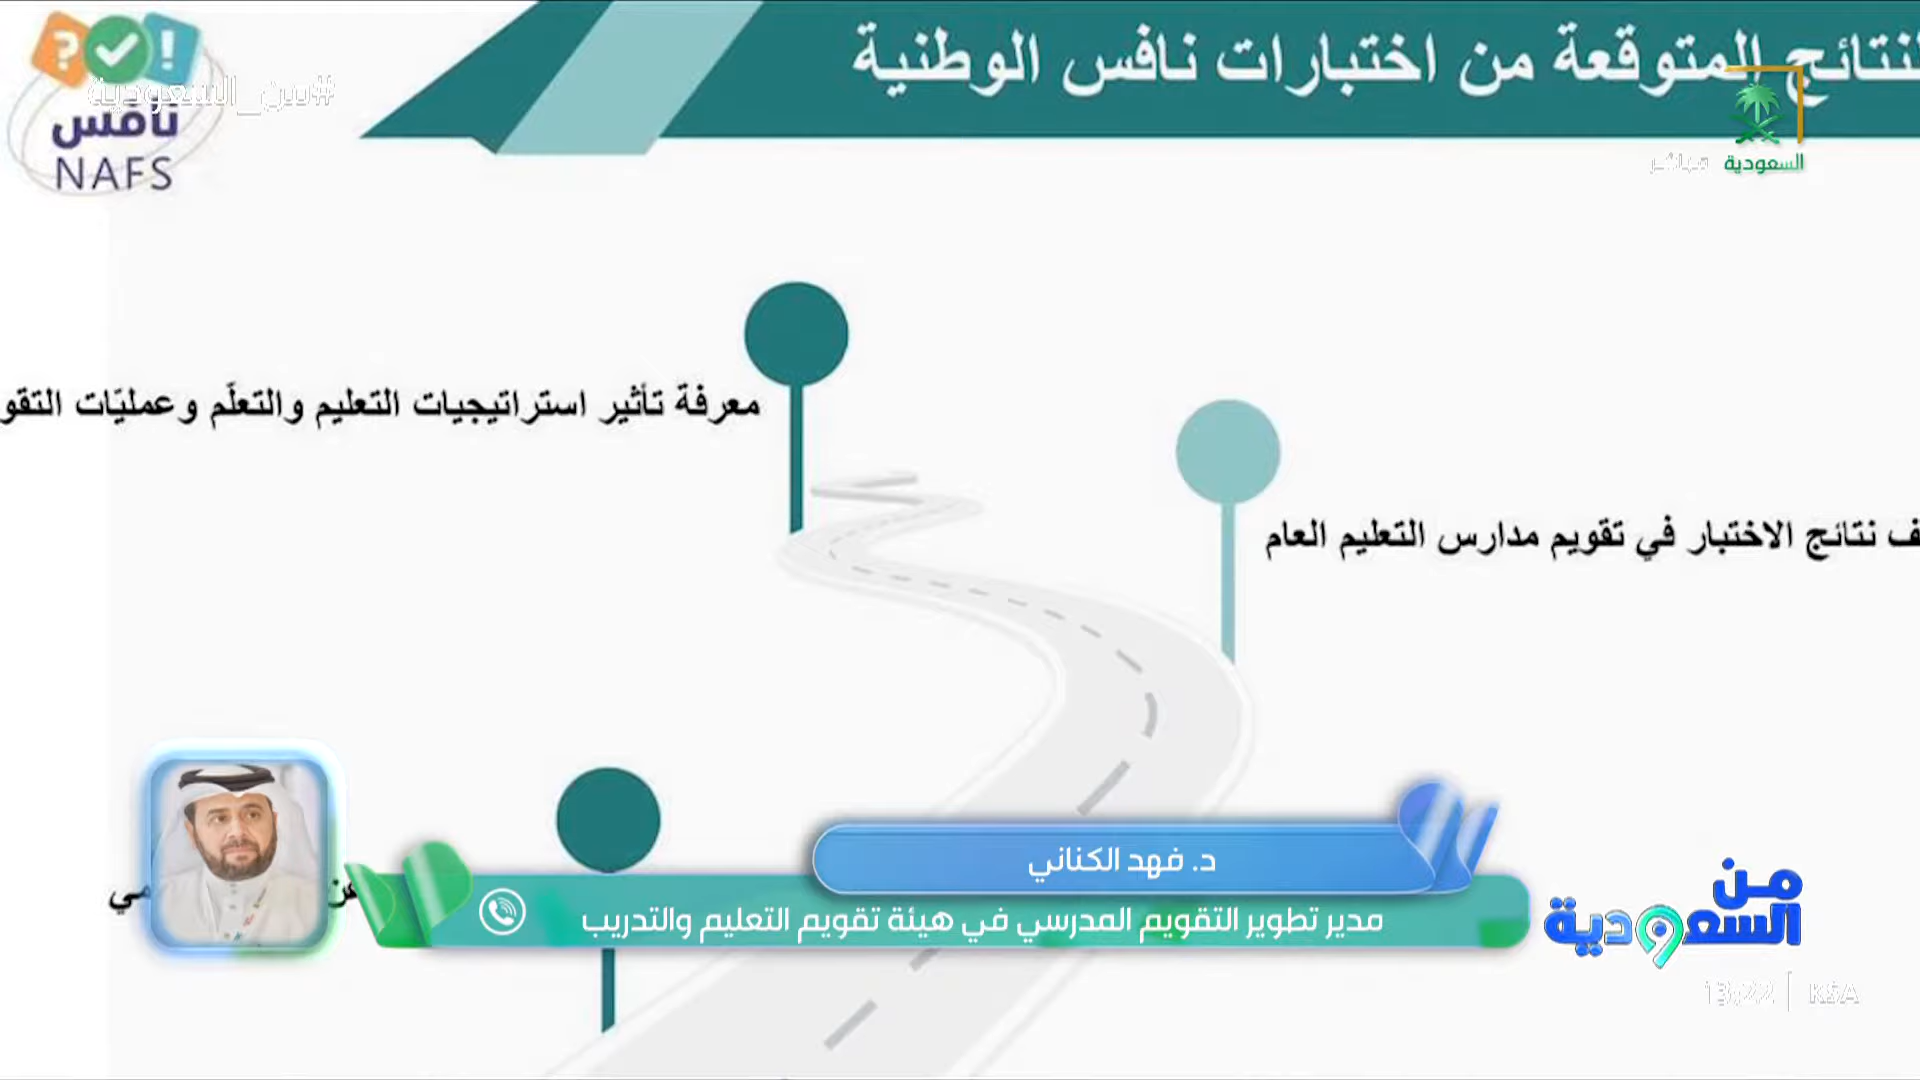 لنتائج المتوقعة من اختبارات نافس الوطنية
#من_السعودية
نافس
NAFS
السعودية
مباشر
معرفة تأثير استراتيجيات التعليم والتعلّم وعمليّات التقو
ف نتائج الاختبار في تقويم مدارس التعليم العام
د. فهد الكناني
مدير تطوير التقويم المدرسي في هيئة تقويم التعليم والتدريب
من
السعودية
13:22 | KSA